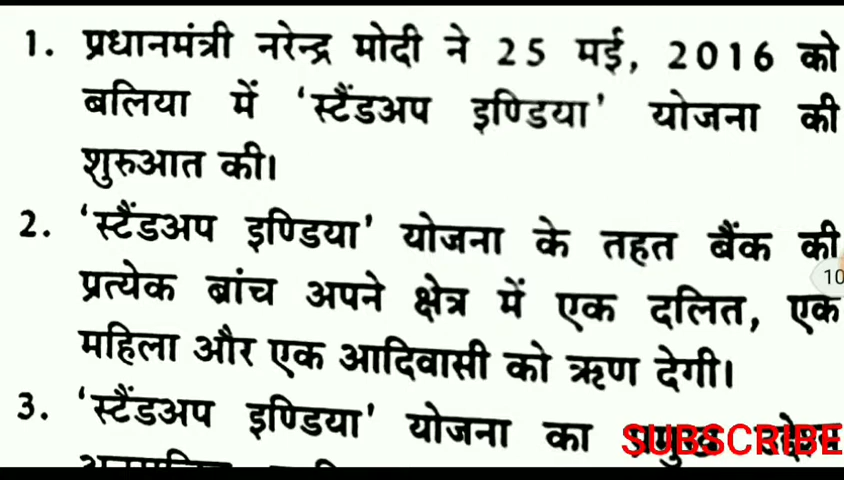 1. प्रधानमंत्री नरेन्द्र मोदी ने 25 मई, 2016 को
बलिया में ‘स्टैंडअप इण्डिया’ योजना की
शुरुआत की।
2. ‘स्टैंडअप इण्डिया’ योजना के तहत बैंक की
प्रत्येक ब्रांच अपने क्षेत्र में एक दलित, एक
10
महिला और एक आदिवासी को ऋण देगी।
3. ‘स्टैंडअप इण्डिया’ योजना का
SUBSCRIBE